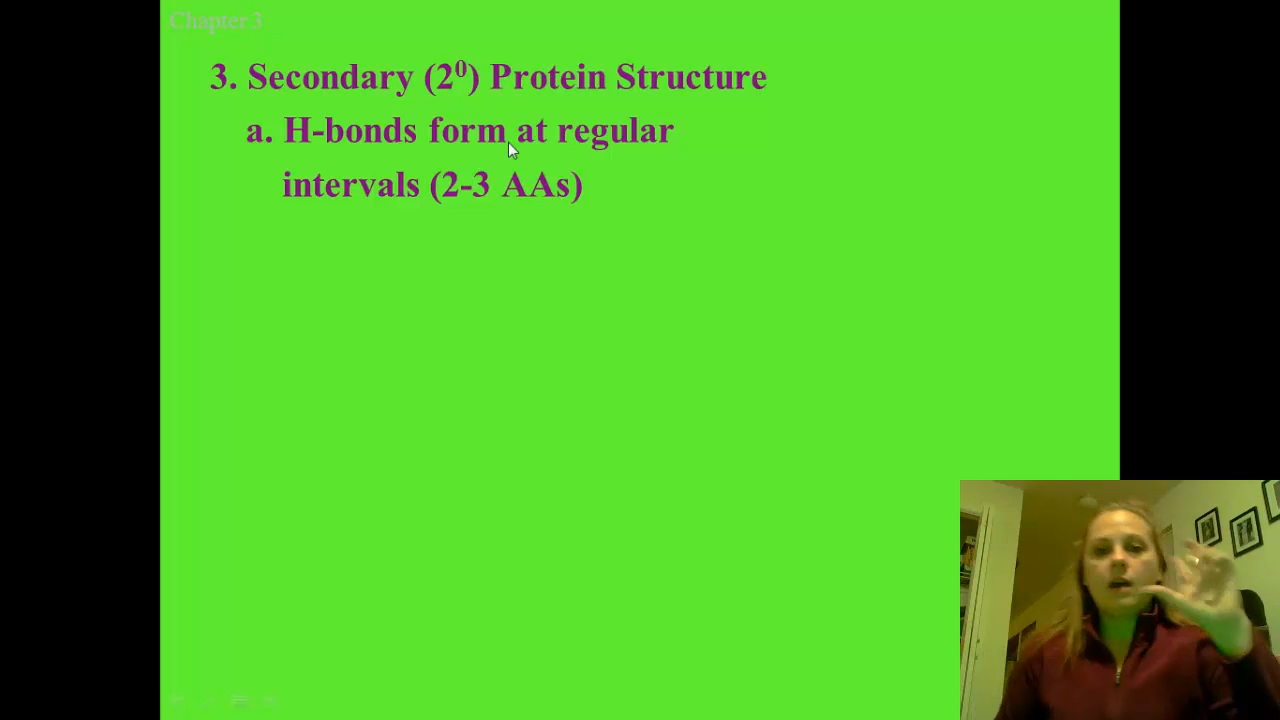 Chapter 3
3. Secondary (2⁰) Protein Structure
a. H-bonds form at regular
intervals (2-3 AAs)